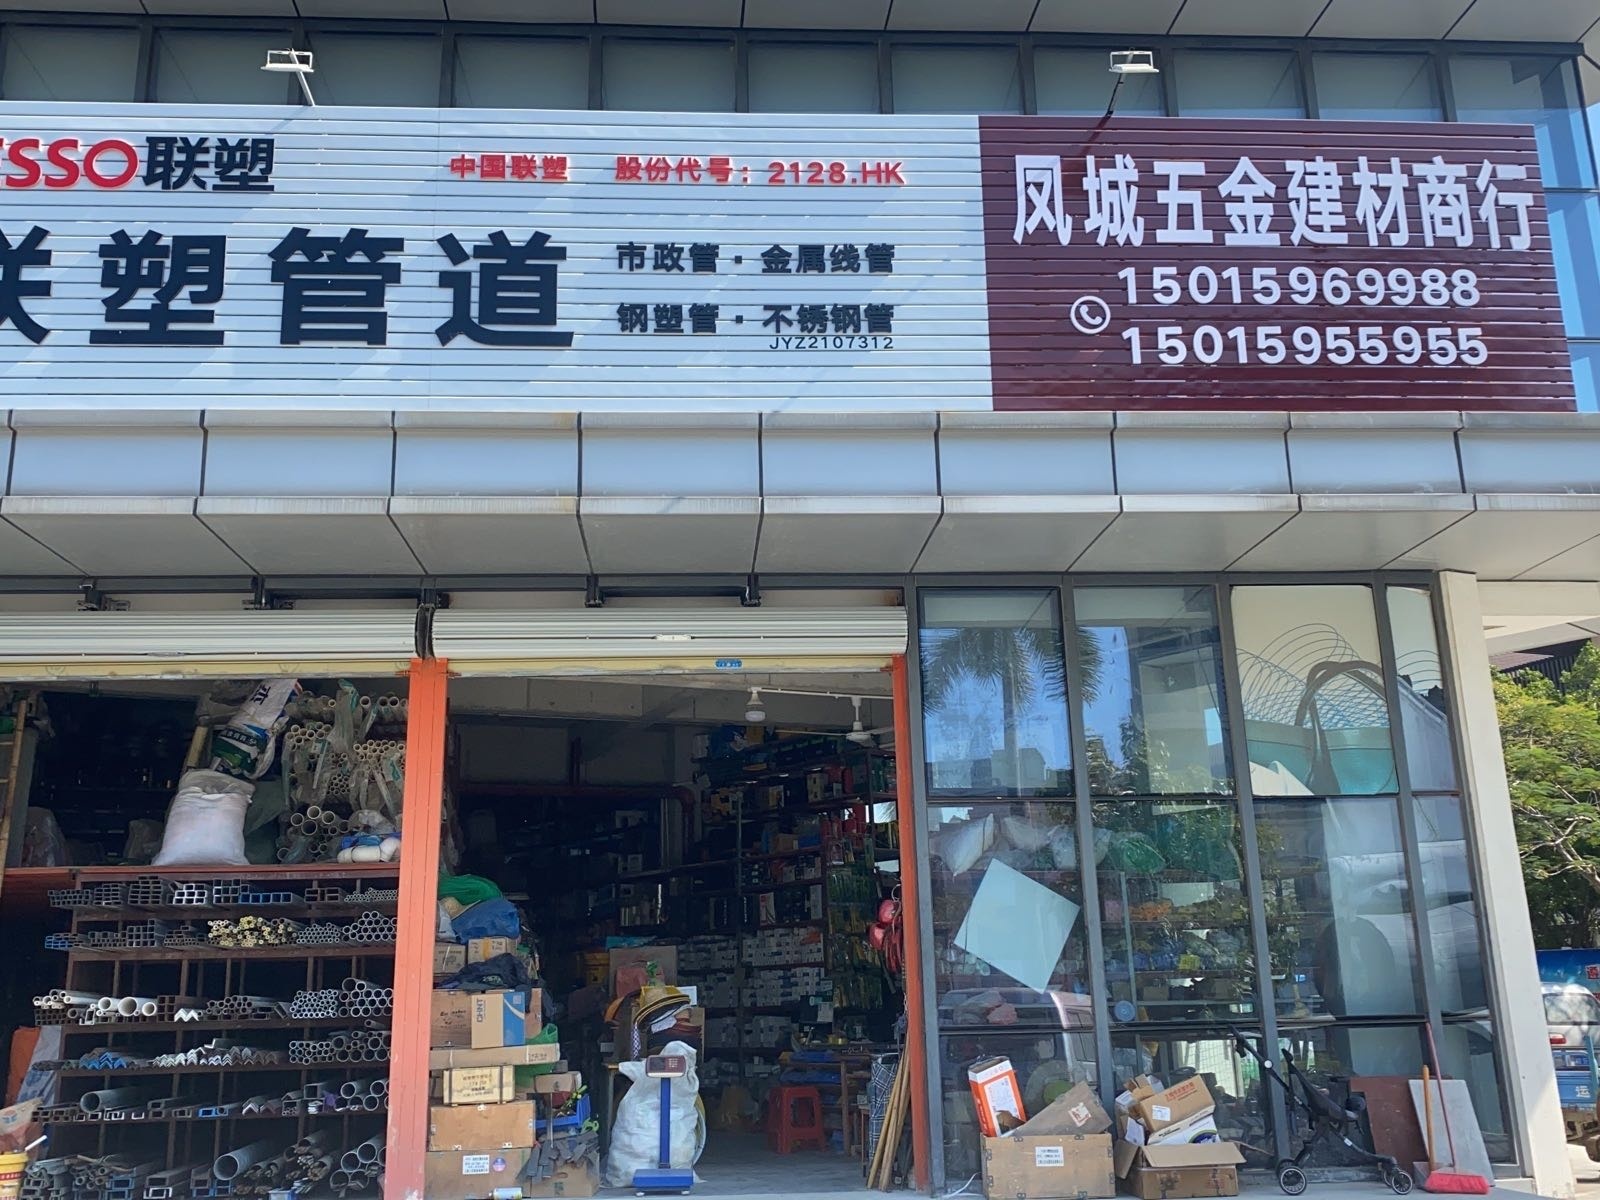 ESSO联塑
中国联塑 股份代号：2128.HK
联塑管道
市政管·金属线管
钢塑管·不锈钢管
JYZ2107312
凤城五金建材商行
15015969988
15015955955